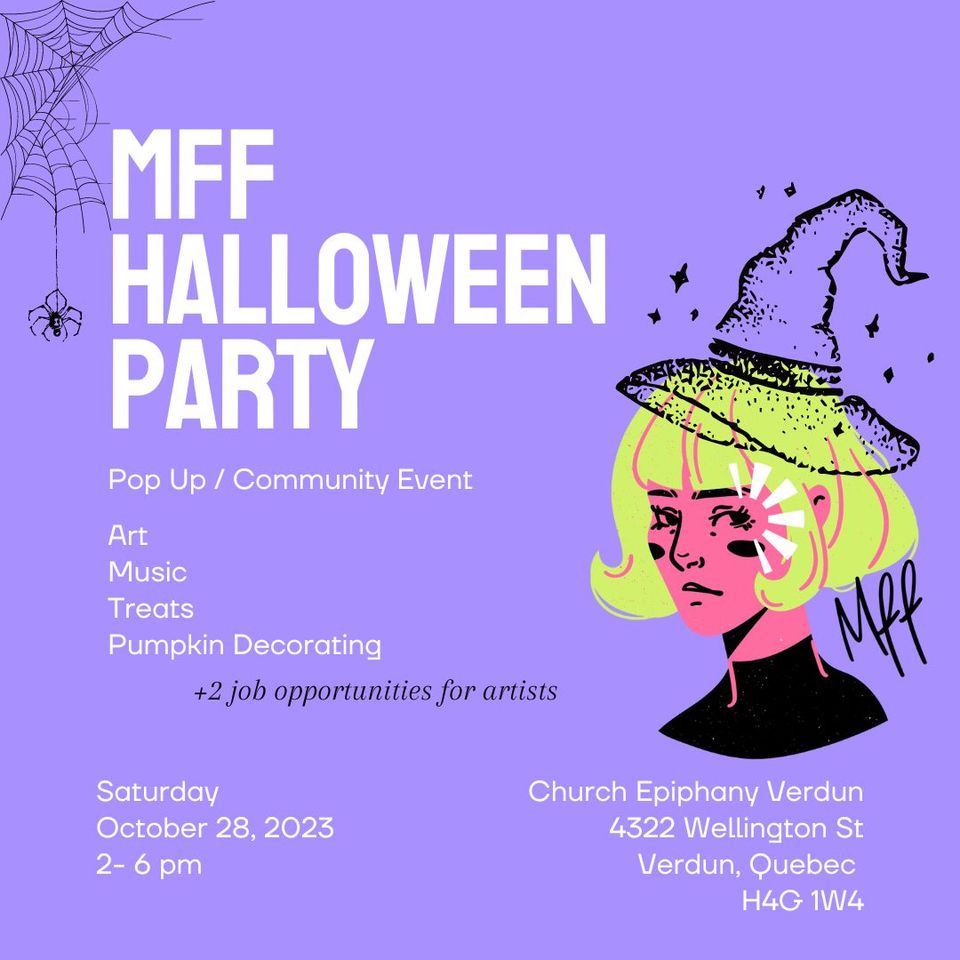 MFF
HALLOWEEN
PARTY
Pop Up / Community Event
Art
Music
Treats
Pumpkin Decorating
+2 job opportunities for artists
Mff
Saturday
October 28, 2023
2- 6 pm
Church Epiphany Verdun
4322 Wellington St
Verdun, Quebec
H4G 1W4